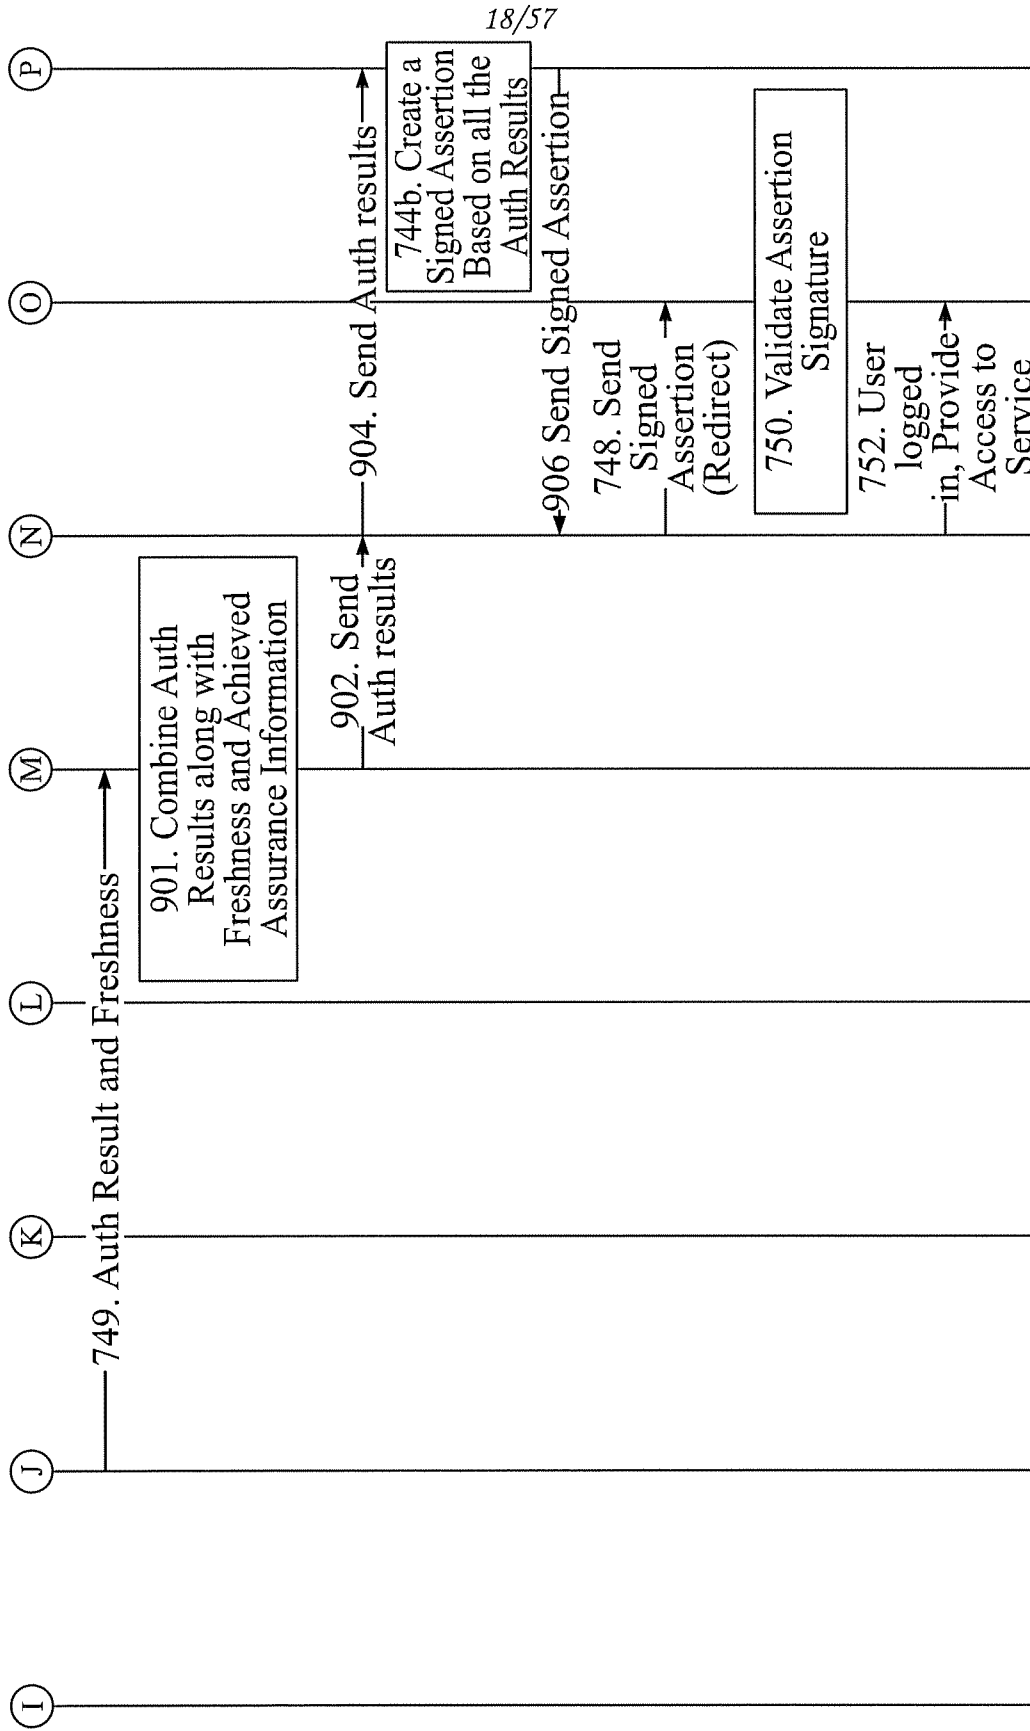 18/57
I
J
K
L
M
N
O
P
749. Auth Result and Freshness
901. Combine Auth
Results along with
Freshness and Achieved
Assurance Information
902. Send
Auth results
904. Send Auth results
744b. Create a
Signed Assertion
Based on all the
Auth Results
906 Send Signed Assertion
748. Send
Signed
Assertion
(Redirect)
750. Validate Assertion
Signature
752. User
logged
in, Provide
Access to
Service